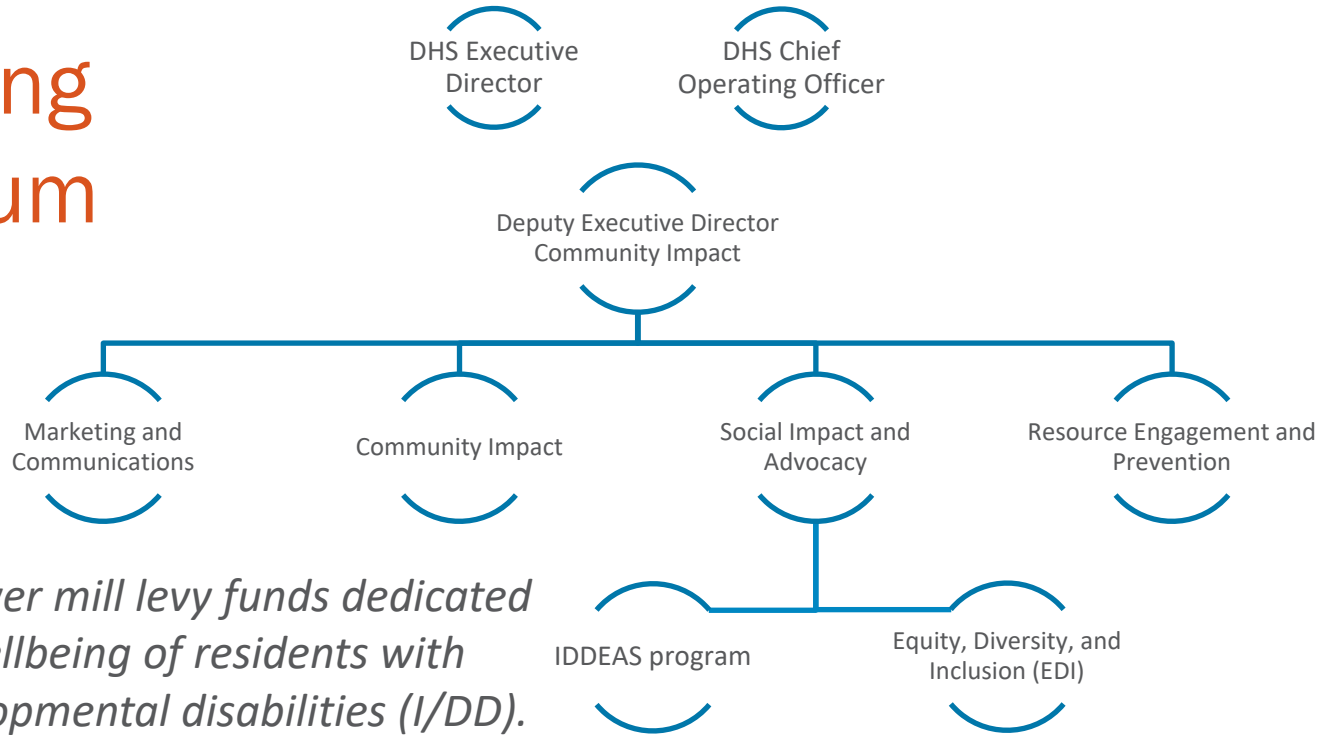 ng
um
DHS Executive
Director
DHS Chief
Operating Officer
Deputy Executive Director
Community Impact
Marketing and
Communications
Community Impact
Social Impact and
Advocacy
Resource Engagement and
Prevention
IDDEAS program
Equity, Diversity, and
Inclusion (EDI)
ver mill levy funds dedicated
ellbeing of residents with
opmental disabilities (I/DD).